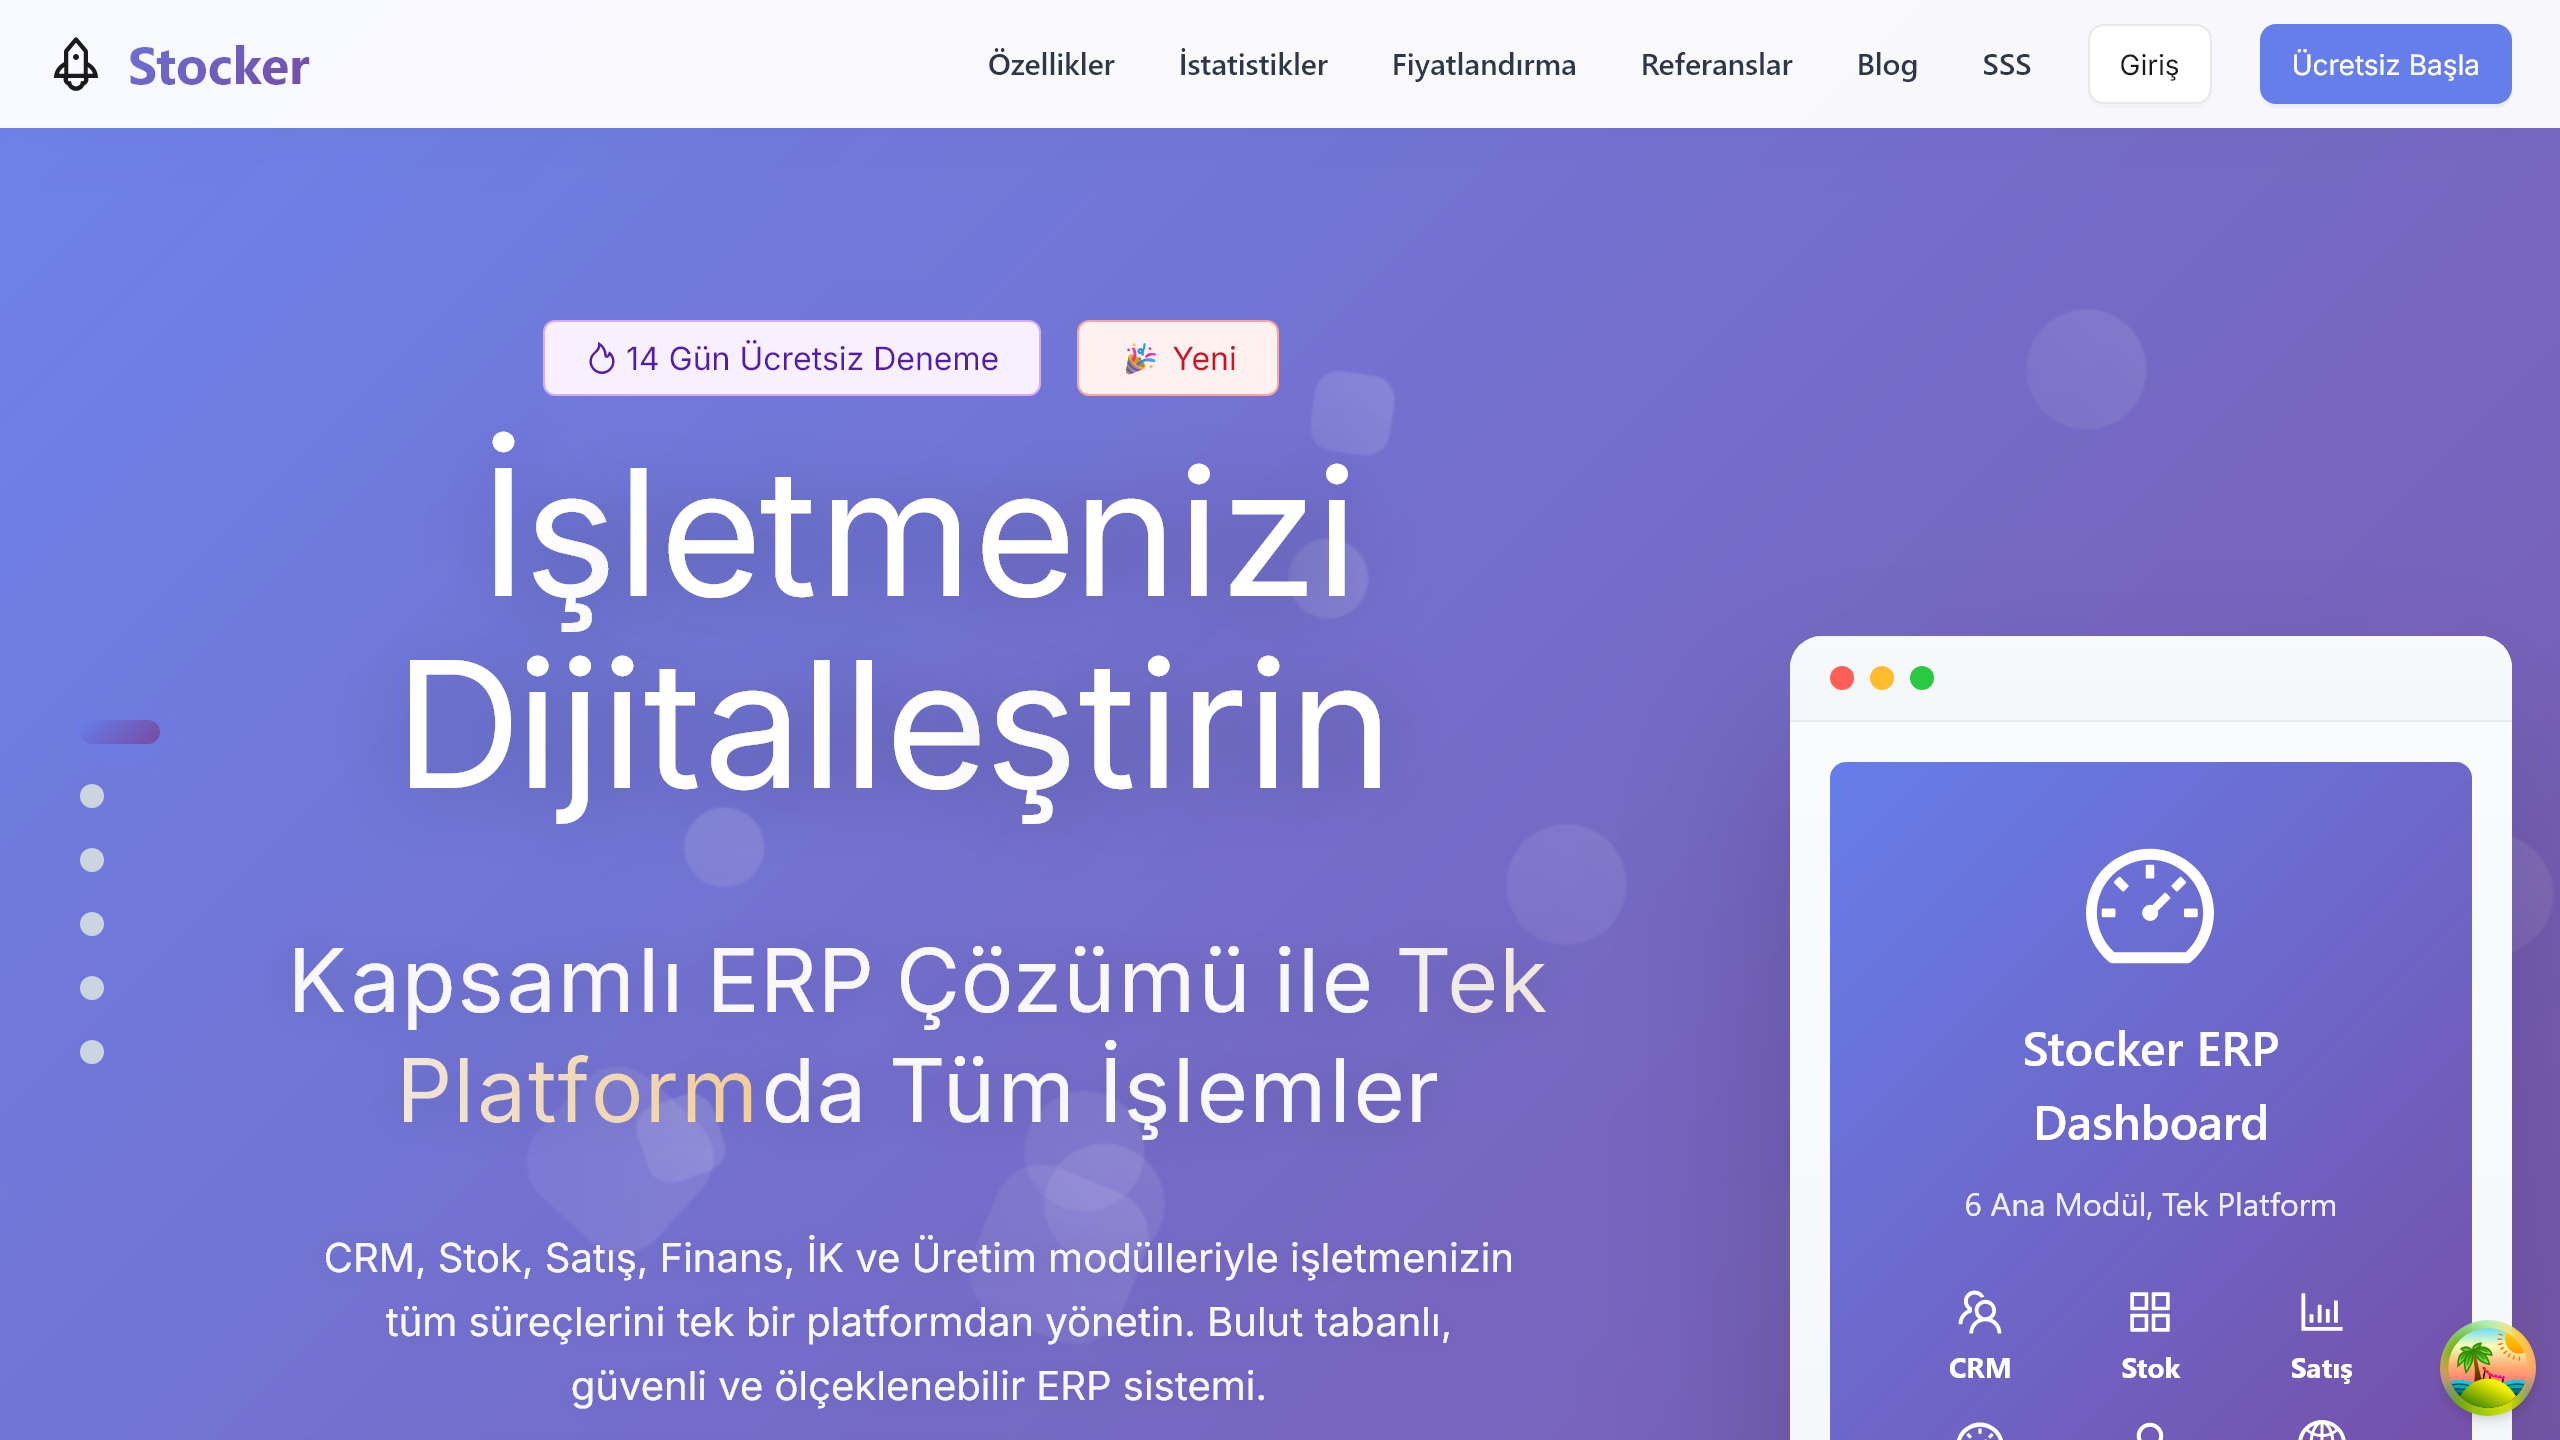 Stocker
Özellikler
İstatistikler
Fiyatlandırma
Referanslar
Blog
SSS
Giriş
Ücretsiz Başla
14 Gün Ücretsiz Deneme
🎉 Yeni
İşletmenizi
Dijitalleştirin
Kapsamlı ERP Çözümü ile Tek
Platformda Tüm İşlemler
CRM, Stok, Satış, Finans, İK ve Üretim modülleriyle işletmenizin
tüm süreçlerini tek bir platformdan yönetin. Bulut tabanlı,
güvenli ve ölçeklenebilir ERP sistemi.
Stocker ERP
Dashboard
6 Ana Modül, Tek Platform
CRM
Stok
Satış